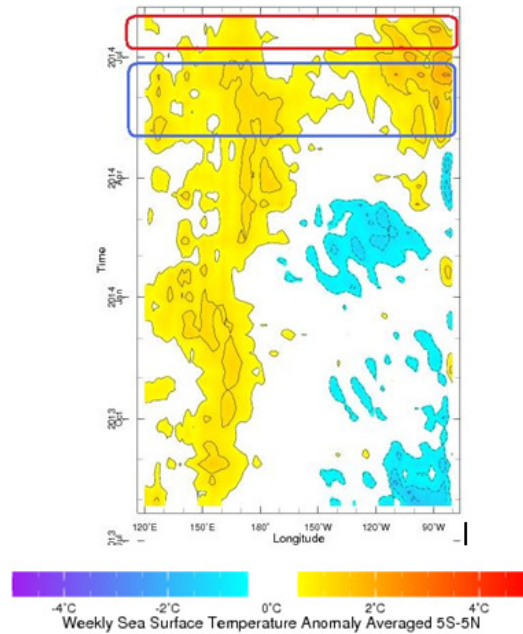 2014
Jul
2014
Apr
2014
Jan
2013
Oct
Jul
Time
120°E 150°E 180° 150°W 120°W 90°W
Longitude
-4°C -2°C 0°C 2°C 4°C
Weekly Sea Surface Temperature Anomaly Averaged 5S-5N